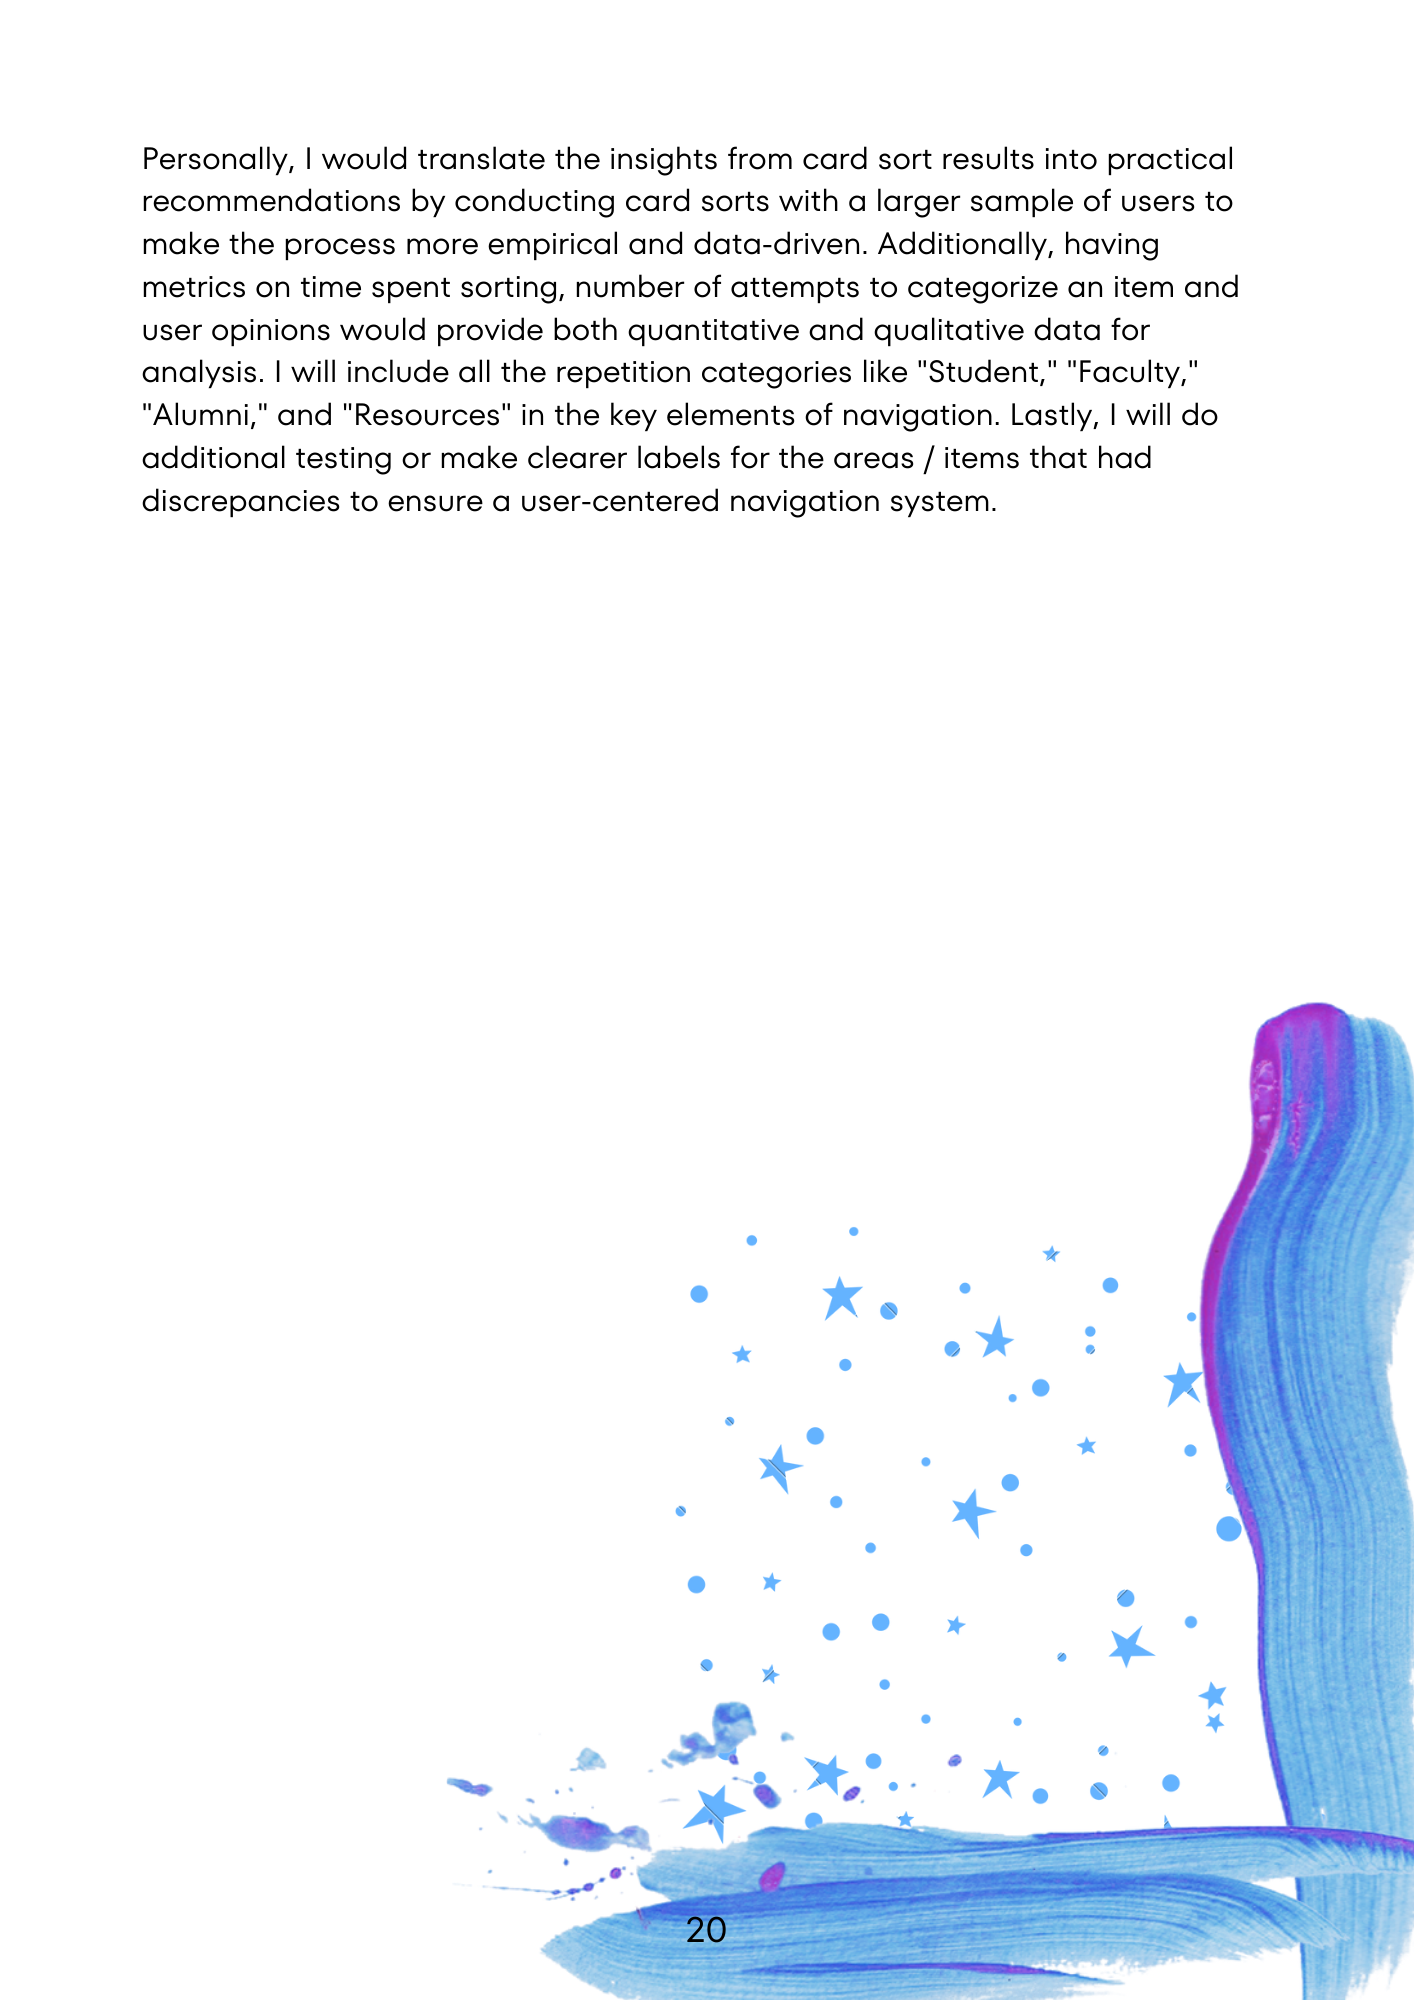 Personally, I would translate the insights from card sort results into practical
recommendations by conducting card sorts with a larger sample of users to
make the process more empirical and data-driven. Additionally, having
metrics on time spent sorting, number of attempts to categorize an item and
user opinions would provide both quantitative and qualitative data for
analysis. I will include all the repetition categories like "Student," "Faculty,"
"Alumni," and "Resources" in the key elements of navigation. Lastly, I will do
additional testing or make clearer labels for the areas / items that had
discrepancies to ensure a user-centered navigation system.
20